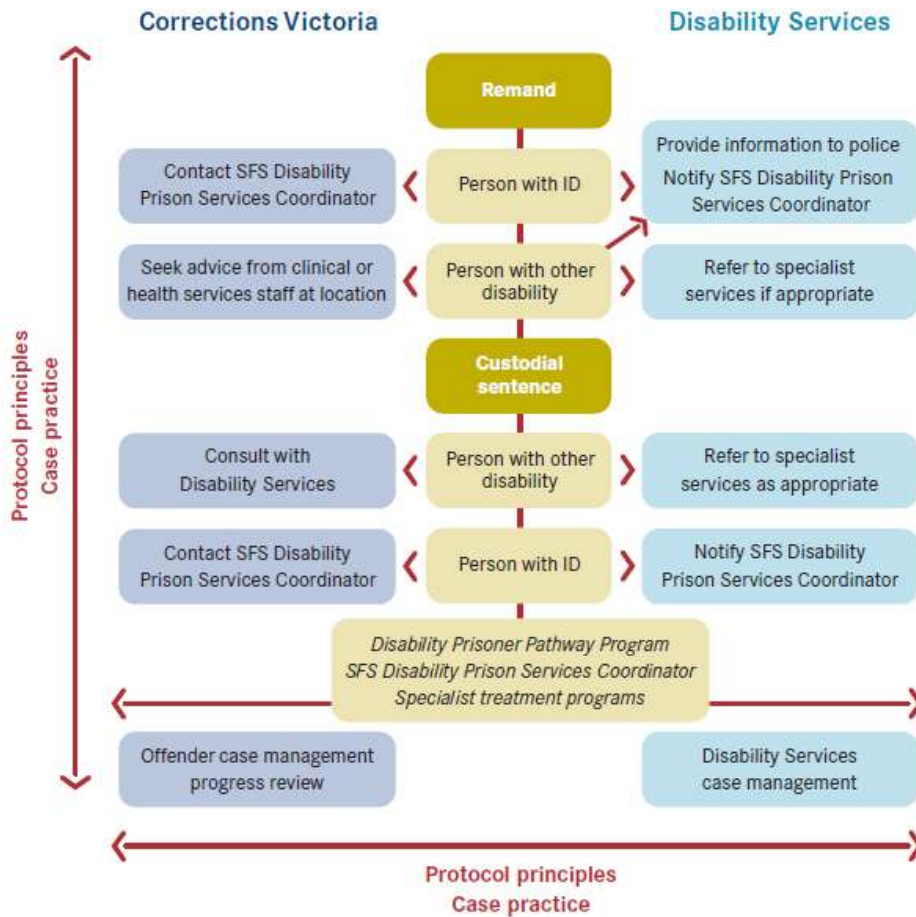 Corrections Victoria
Disability Services
Remand
Contact SFS Disability
Prison Services Coordinator
Person with ID
Provide information to police
Notify SFS Disability Prison
Services Coordinator
Seek advice from clinical or
health services staff at location
Person with other
disability
Refer to specialist
services if appropriate
Custodial
sentence
Consult with
Disability Services
Person with other
disability
Refer to specialist
services as appropriate
Contact SFS Disability
Prison Services Coordinator
Person with ID
Notify SFS Disability
Prison Services Coordinator
Disability Prisoner Pathway Program
SFS Disability Prison Services Coordinator
Specialist treatment programs
Offender case management
progress review
Disability Services
case management
Protocol principles
Case practice
Protocol principles
Case practice